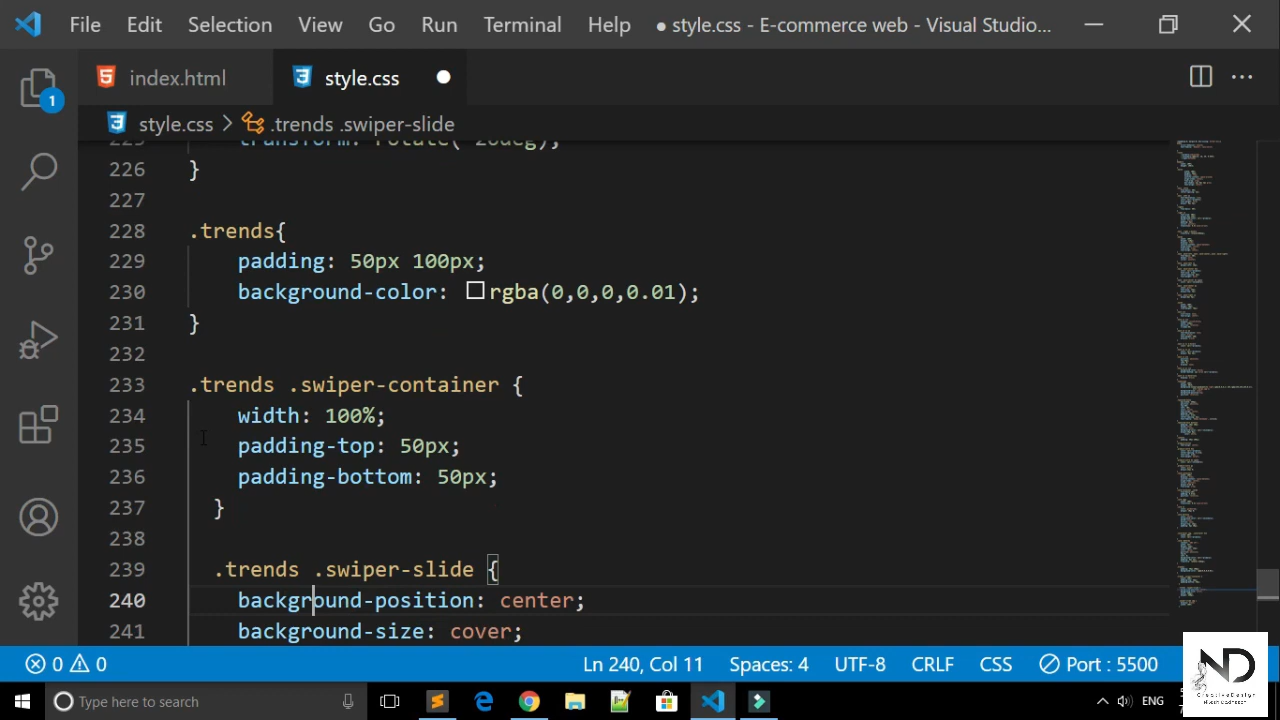 File Edit Selection View Go Run Terminal Help ● style.css - E-commerce web - Visual Studio...
index.html style.css
style.css > .trends .swiper-slide
1
225 transform: rotate(-20deg);
226 }
227
228 .trends{
229 padding: 50px 100px;
230 background-color: rgba(0,0,0,0.01);
231 }
232
233 .trends .swiper-container {
234 width: 100%;
235 padding-top: 50px;
236 padding-bottom: 50px;
237 }
238
239 .trends .swiper-slide {
240 background-position: center;
241 background-size: cover;
0 0 Ln 240, Col 11 Spaces: 4 UTF-8 CRLF CSS Port : 5500
ND
Type here to search ENG